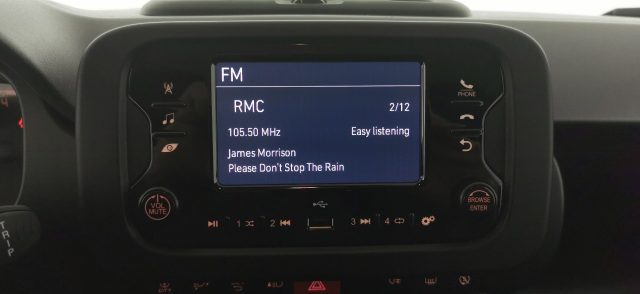 FM
RMC 2/12
105.50 MHz Easy listening
James Morrison
Please Don't Stop The Rain
PHONE
VOL
MUTE
BROWSE
ENTER
1 2 3 4
TRIP